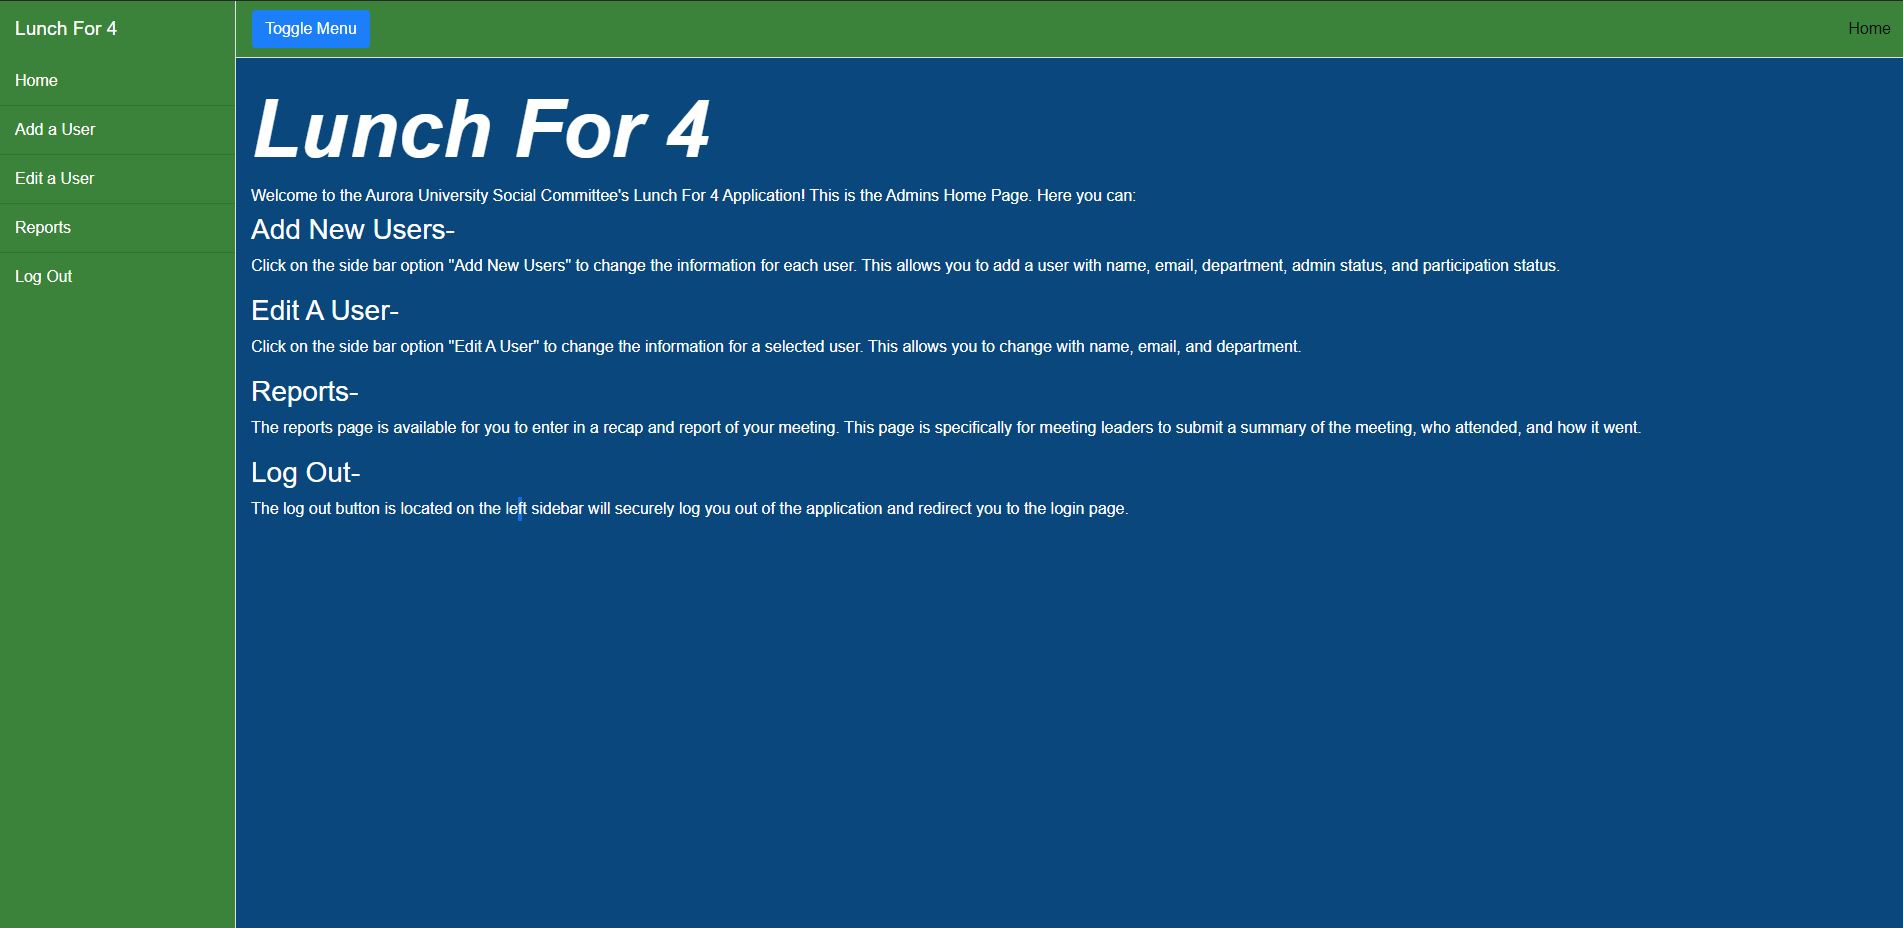 Lunch For 4
Toggle Menu
Home
Home
Add a User
Edit a User
Reports
Log Out
Lunch For 4
Welcome to the Aurora University Social Committee's Lunch For 4 Application! This is the Admins Home Page. Here you can:
Add New Users-
Click on the side bar option "Add New Users" to change the information for each user. This allows you to add a user with name, email, department, admin status, and participation status.
Edit A User-
Click on the side bar option "Edit A User" to change the information for a selected user. This allows you to change with name, email, and department.
Reports-
The reports page is available for you to enter in a recap and report of your meeting. This page is specifically for meeting leaders to submit a summary of the meeting, who attended, and how it went.
Log Out-
The log out button is located on the left sidebar will securely log you out of the application and redirect you to the login page.